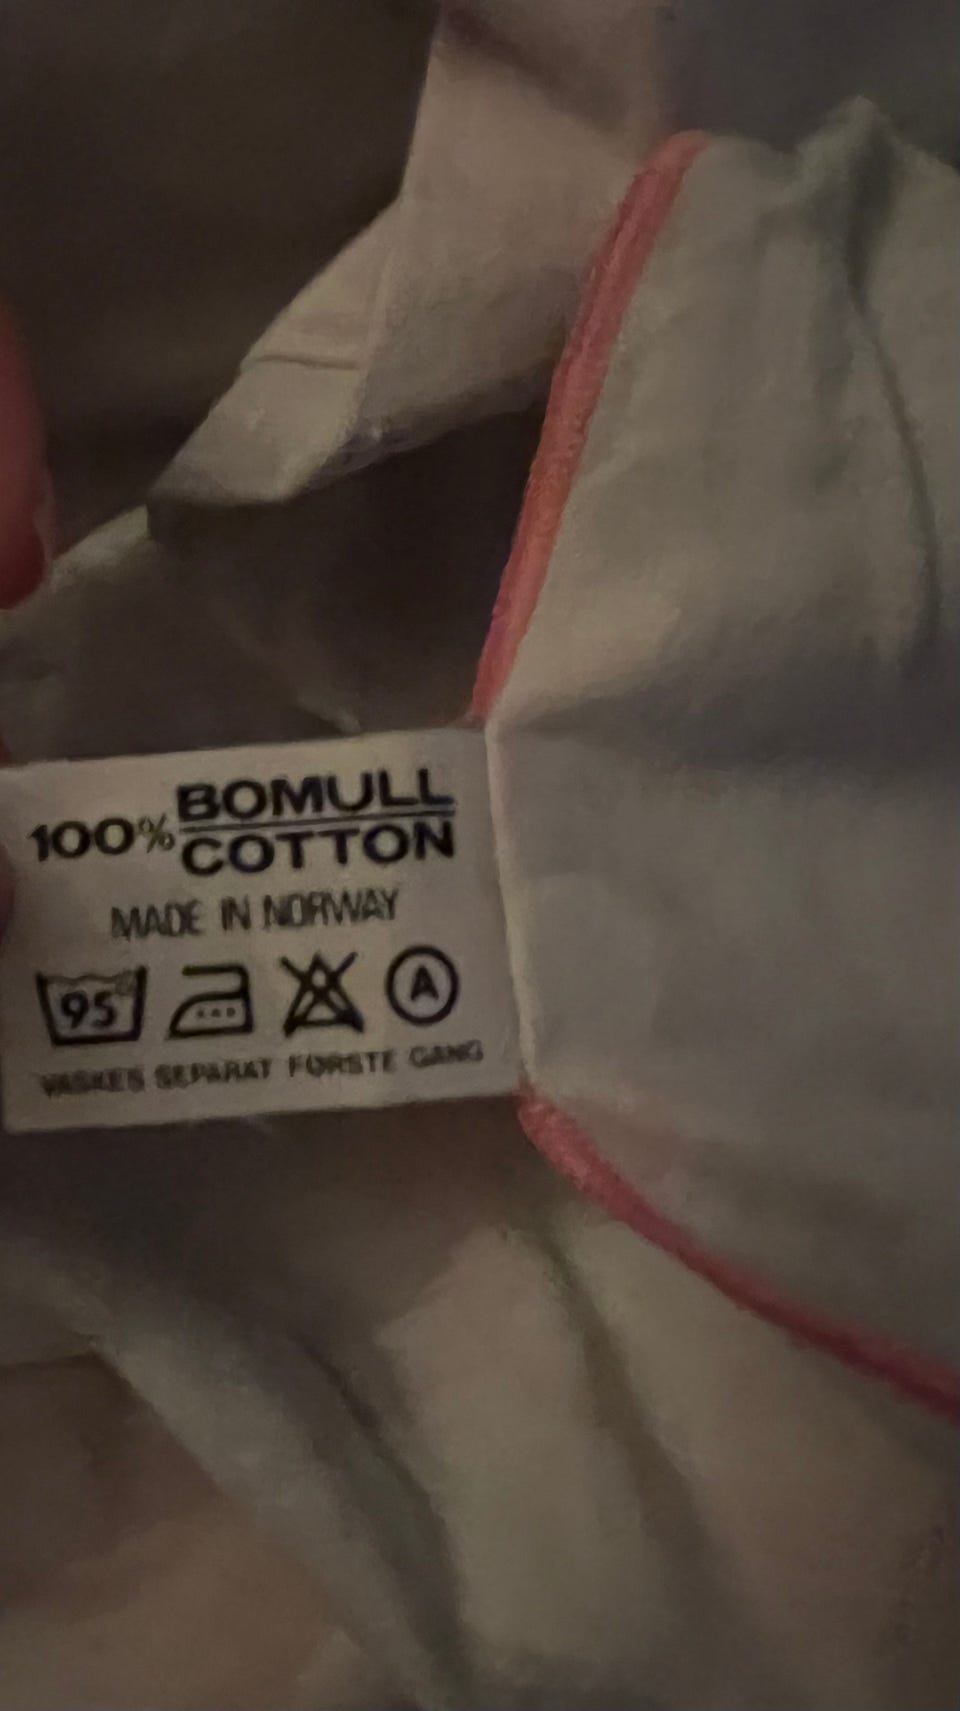 100% BOMULL
COTTON
MADE IN NORWAY
95 A
VASKES SEPARAT FØRSTE GANG